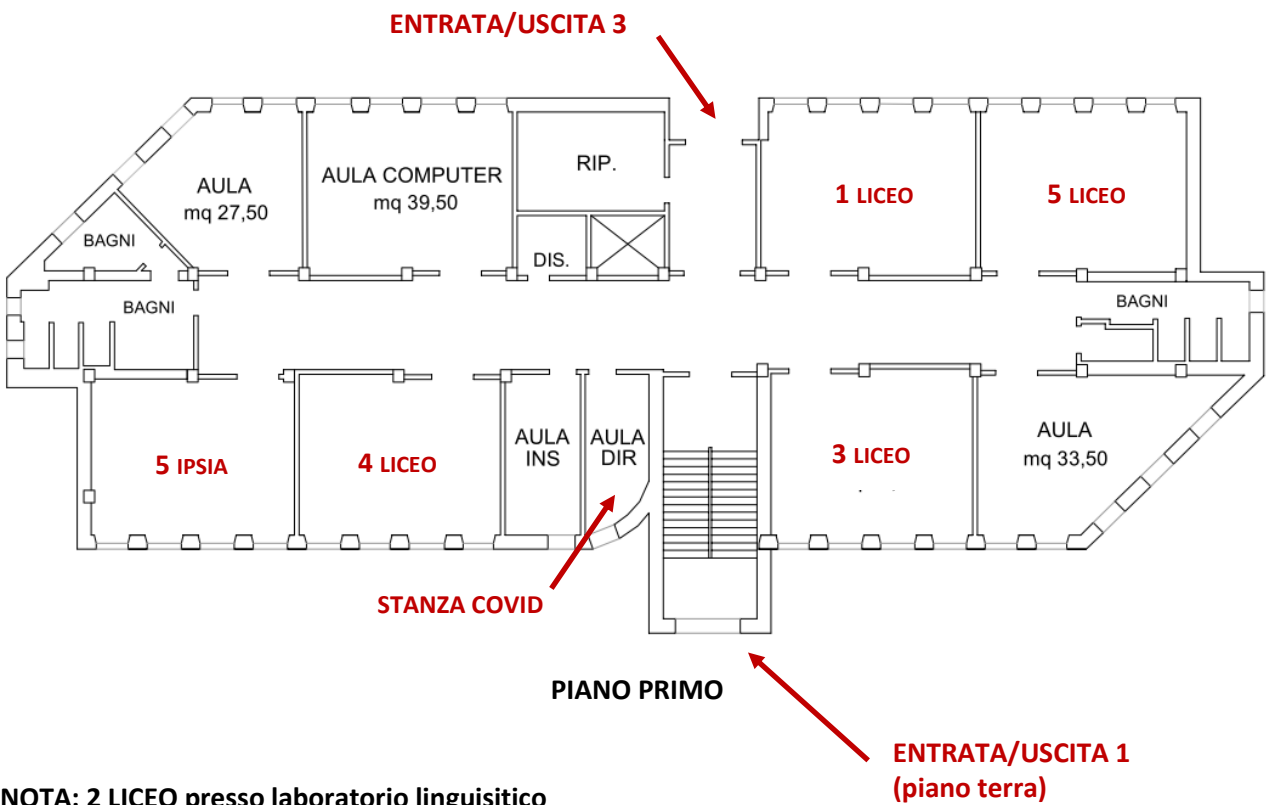 ENTRATA/USCITA 3
RIP.
AULA
mq 27,50
AULA COMPUTER
mq 39,50
1 LICEO
5 LICEO
BAGNI
DIS.
BAGNI
BAGNI
5 IPSIA
4 LICEO
AULA
INS
AULA
DIR
3 LICEO
AULA
mq 33,50
STANZA COVID
PIANO PRIMO
ENTRATA/USCITA 1
(piano terra)
NOTA: 2 LICEO presso laboratorio linguisitico